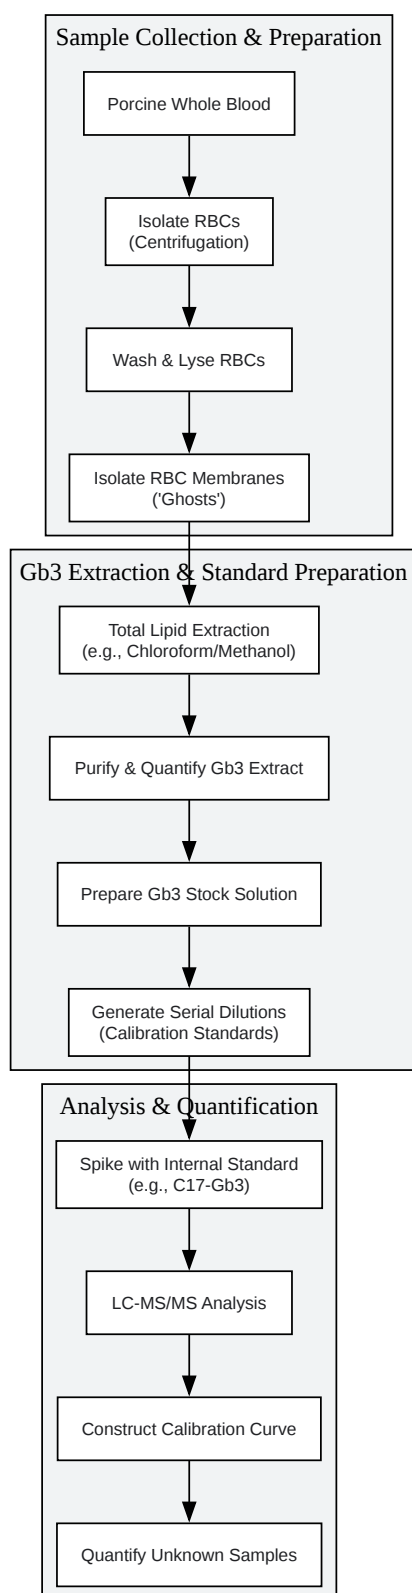 Sample Collection & Preparation
Porcine Whole Blood
Isolate RBCs
(Centrifugation)
Wash & Lyse RBCs
Isolate RBC Membranes
('Ghosts')
Gb3 Extraction & Standard Preparation
Total Lipid Extraction
(e.g., Chloroform/Methanol)
Purify & Quantify Gb3 Extract
Prepare Gb3 Stock Solution
Generate Serial Dilutions
(Calibration Standards)
Analysis & Quantification
Spike with Internal Standard
(e.g., C17-Gb3)
LC-MS/MS Analysis
Construct Calibration Curve
Quantify Unknown Samples